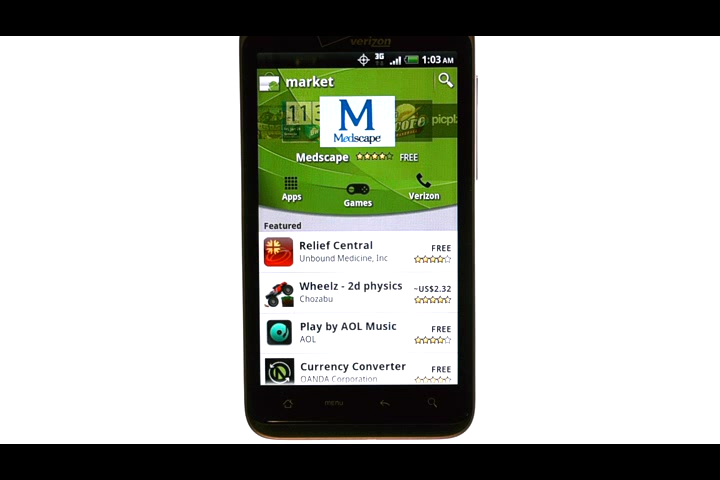 verizon
3G
1:03 AM
market
11
M
Medscape
picpl
Medscape
FREE
Apps
Games
Verizon
Featured
Relief Central
FREE
Unbound Medicine, Inc
Wheelz - 2d physics
~US$2.32
Chozabu
Play by AOL Music
FREE
AOL
Currency Converter
FREE
OANDA Corporation
menu